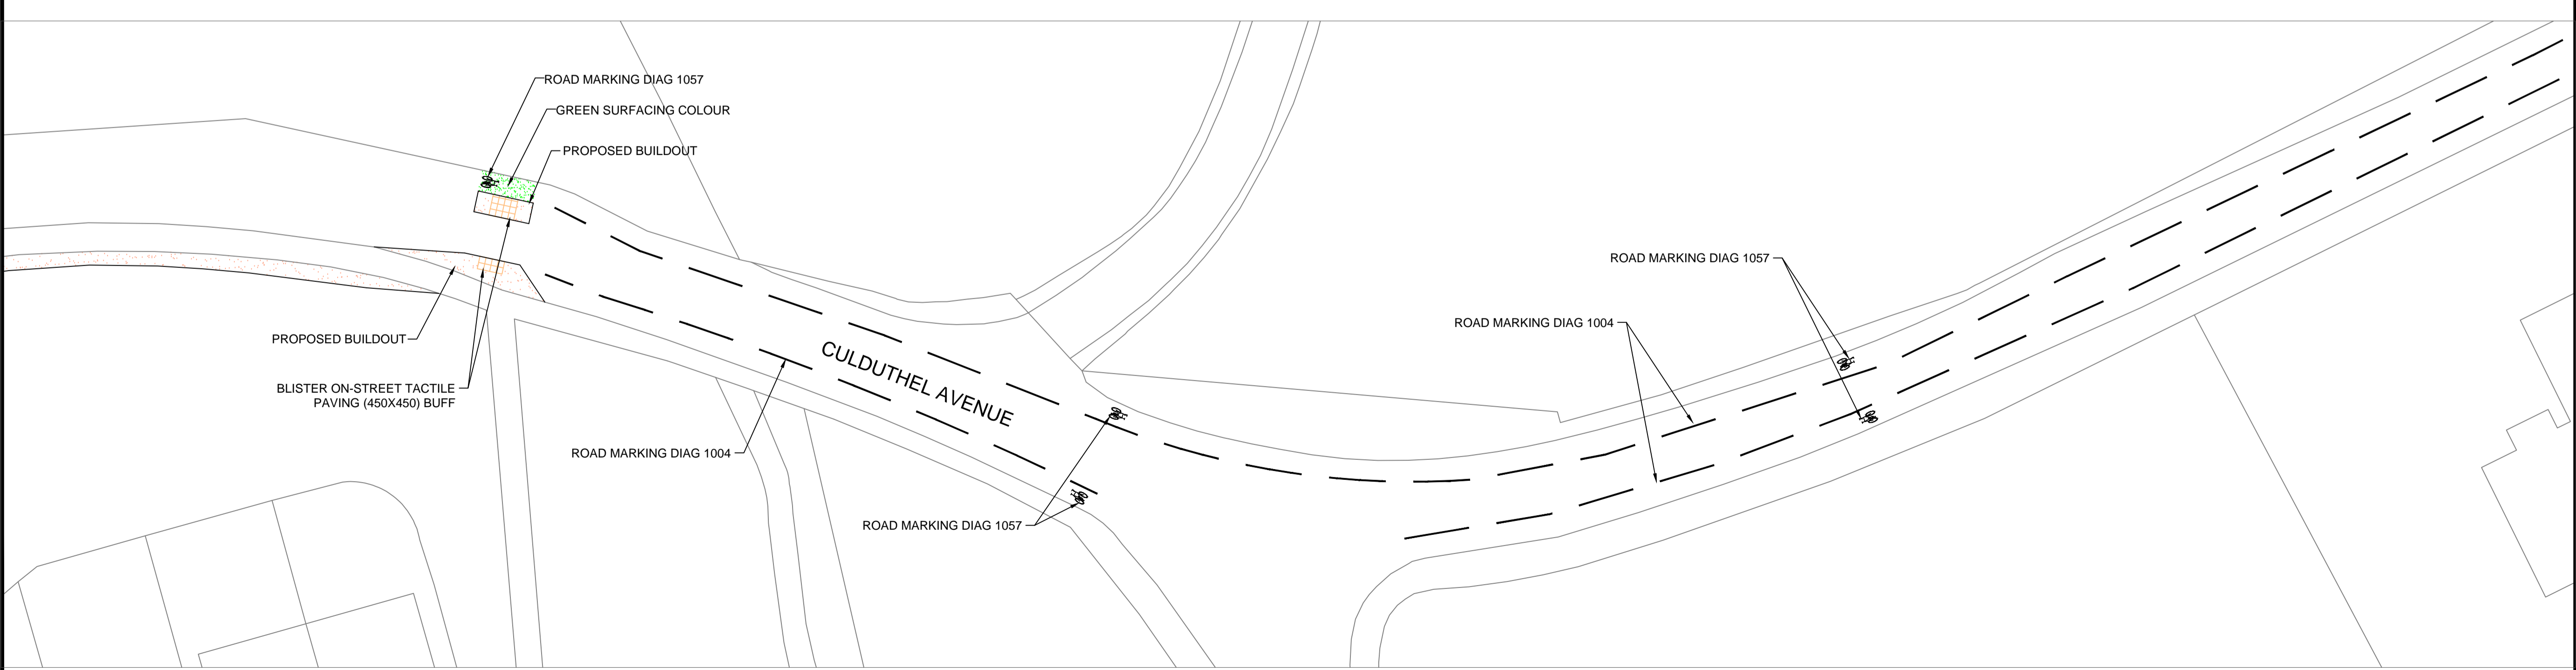 ROAD MARKING DIAG 1057
GREEN SURFACING COLOUR
PROPOSED BUILDOUT
PROPOSED BUILDOUT
BLISTER ON-STREET TACTILE
PAVING (450X450) BUFF
ROAD MARKING DIAG 1004
CULDUTHEL AVENUE
ROAD MARKING DIAG 1057
ROAD MARKING DIAG 1057
ROAD MARKING DIAG 1004